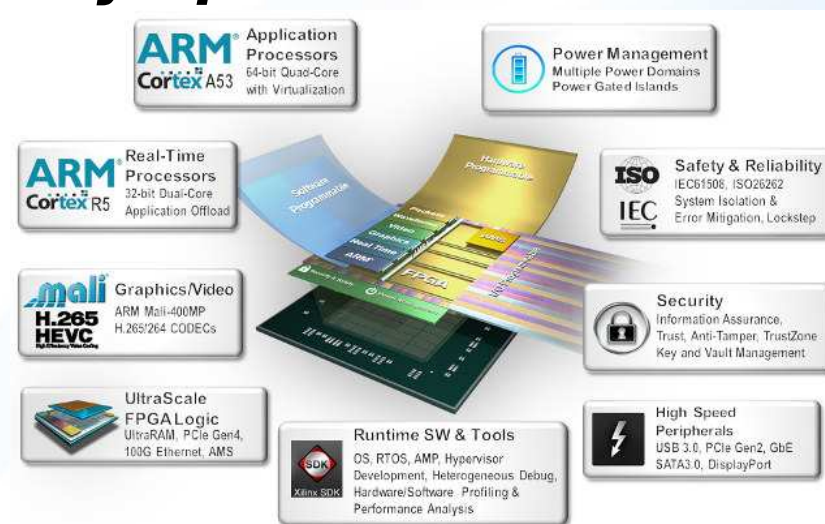 ARM
Cortex A53
Application
Processors
64-bit Quad-Core
with Virtualization
Power Management
Multiple Power Domains
Power Gated Islands
ARM
Cortex R5
Real-Time
Processors
32-bit Dual-Core
Application Offload
Software
Programmable
Hardware
Programmable
ISO
IEC
Safety & Reliability
IEC61508, ISO26262
System Isolation &
Error Mitigation, Lockstep
Video
Graphics
Real Time
ARM
FPGA
mali
H.265
HEVC
High Efficiency Video Coding
Graphics/Video
ARM Mali-400MP
H.265/264 CODECs
Security
Information Assurance,
Trust, Anti-Tamper, TrustZone
Key and Vault Management
UltraScale
FPGA Logic
UltraRAM, PCIe Gen4,
100G Ethernet, AMS
SDK
Xilinx SDK
Runtime SW & Tools
OS, RTOS, AMP, Hypervisor
Development, Heterogeneous Debug,
Hardware/Software Profiling &
Performance Analysis
High Speed
Peripherals
USB 3.0, PCIe Gen2, GbE
SATA3.0, DisplayPort